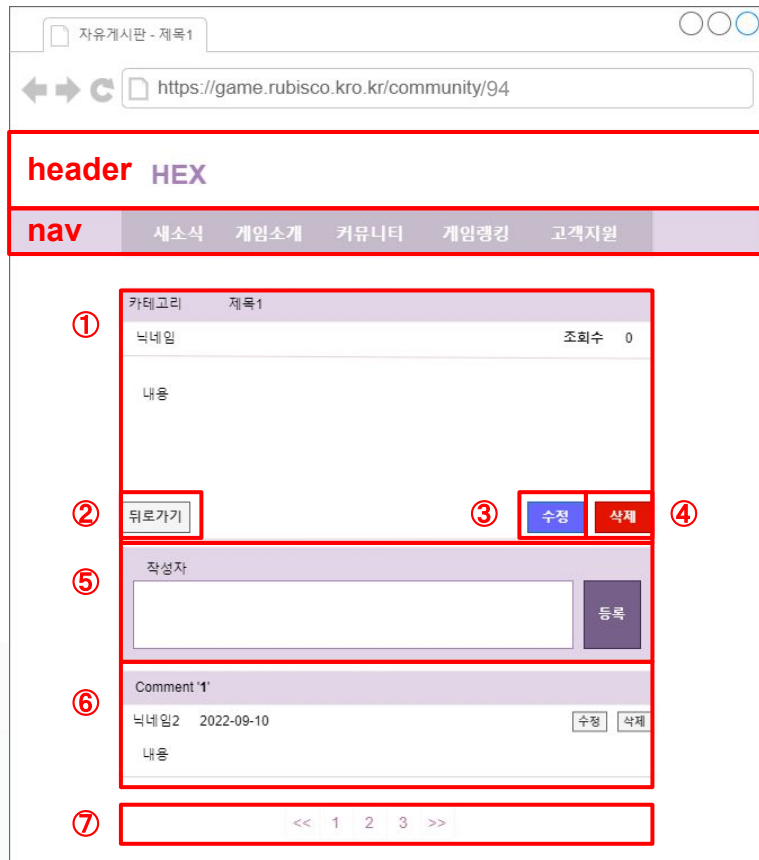 자유게시판 - 제목1
https://game.rubisco.kro.kr/community/94
header HEX
nav 새소식 게임소개 커뮤니티 게임랭킹 고객지원
① 카테고리 제목1
닉네임 조회수 0
내용
② 뒤로가기 ③ 수정 삭제 ④
⑤ 작성자
등록
⑥ Comment '1'
닉네임2 2022-09-10 수정 삭제
내용
⑦ << 1 2 3 >>